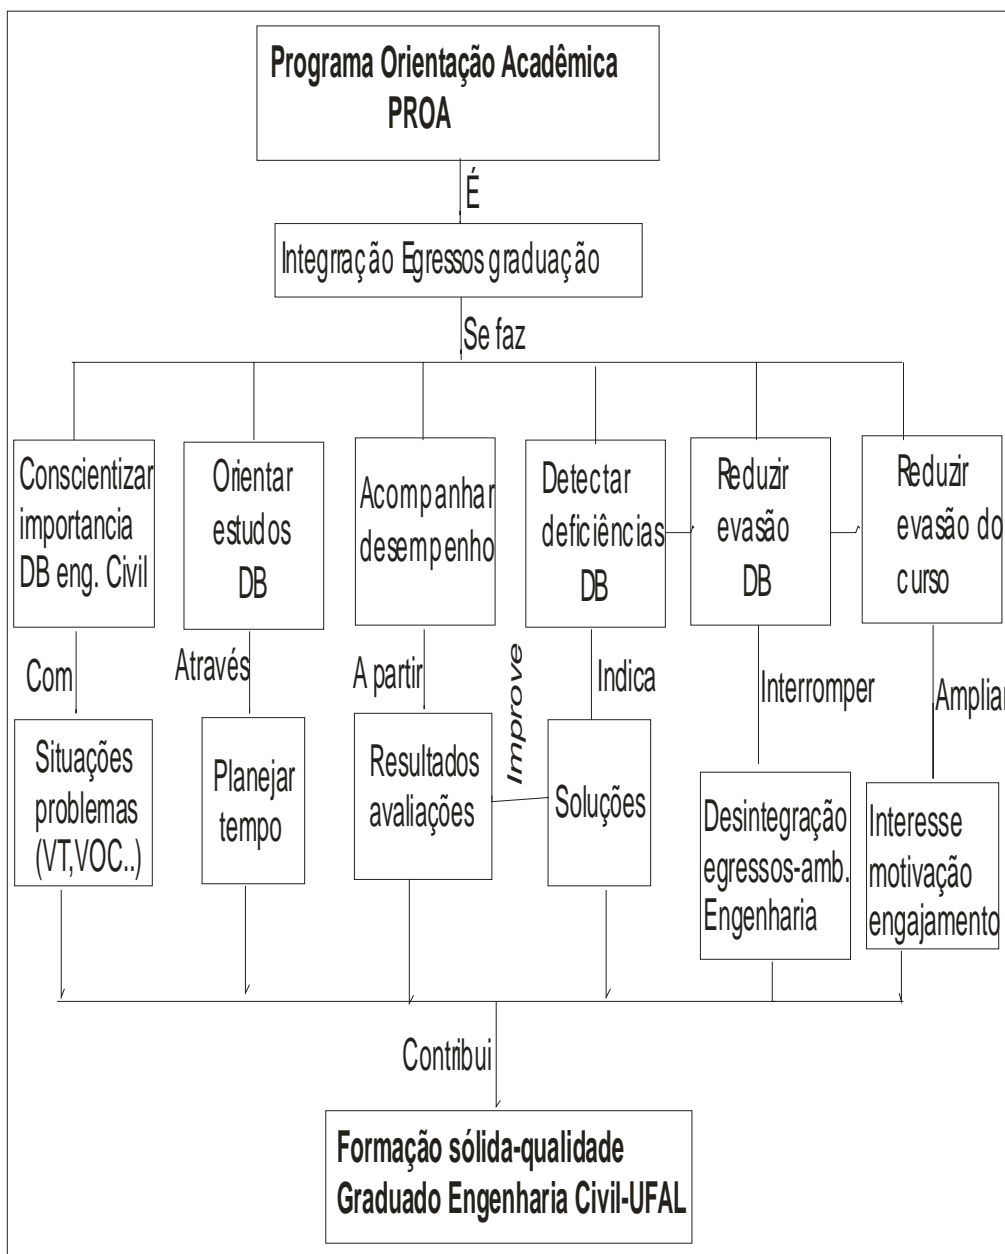 Programa Orientação Acadêmica
PROA
É
Integrração Egressos graduação
Se faz
Conscientizar
importancia
DB eng. Civil
Orientar
estudos
DB
Acompanhar
desempenho
Detectar
deficiências
DB
Reduzir
evasão
DB
Reduzir
evasão do
curso
Com
Através
A partir
Improve
Indica
Interromper
Ampliar
Situações
problemas
(VT,VOC..)
Planejar
tempo
Resultados
avaliações
Soluções
Desintegração
egressos-amb.
Engenharia
Interesse
motivação
engajamento
Contribui
Formação sólida-qualidade
Graduado Engenharia Civil-UFAL